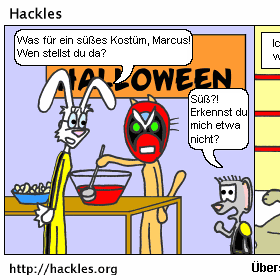 Hackles
Was für ein süßes Kostüm, Marcus!
Wen stellst du da?
HALLOWEEN
Süß?!
Erkennst du
mich etwa
nicht?
http://hackles.org